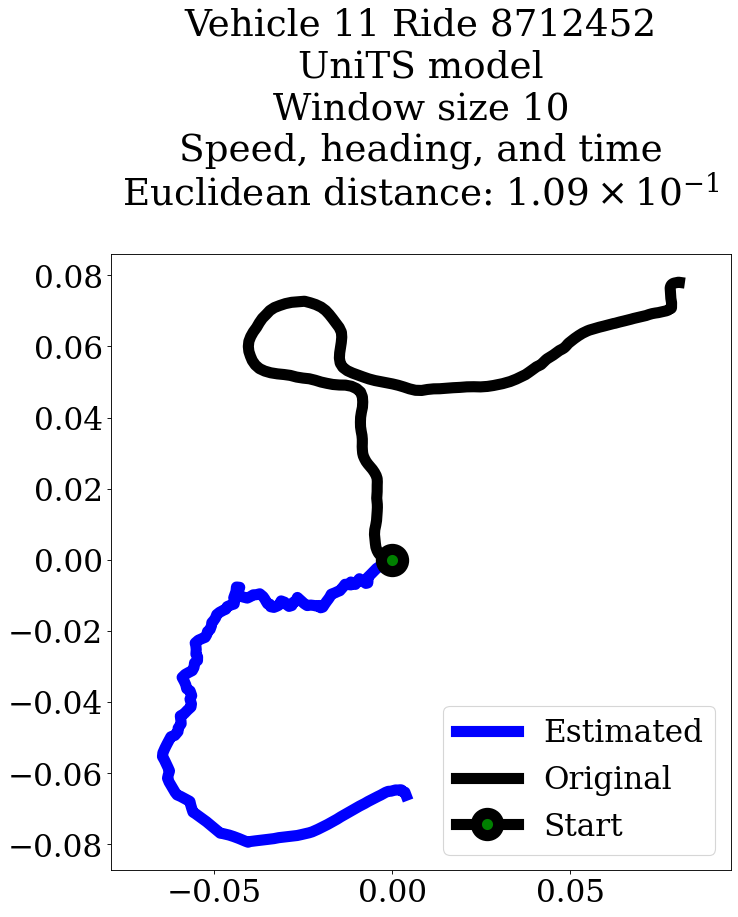 Vehicle 11 Ride 8712452
UniTS model
Window size 10
Speed, heading, and time
Euclidean distance: $1.09 \times 10^{-1}$
0.08
0.06
0.04
0.02
0.00
−0.02
−0.04
−0.06
−0.08
Estimated
Original
Start
−0.05 0.00 0.05